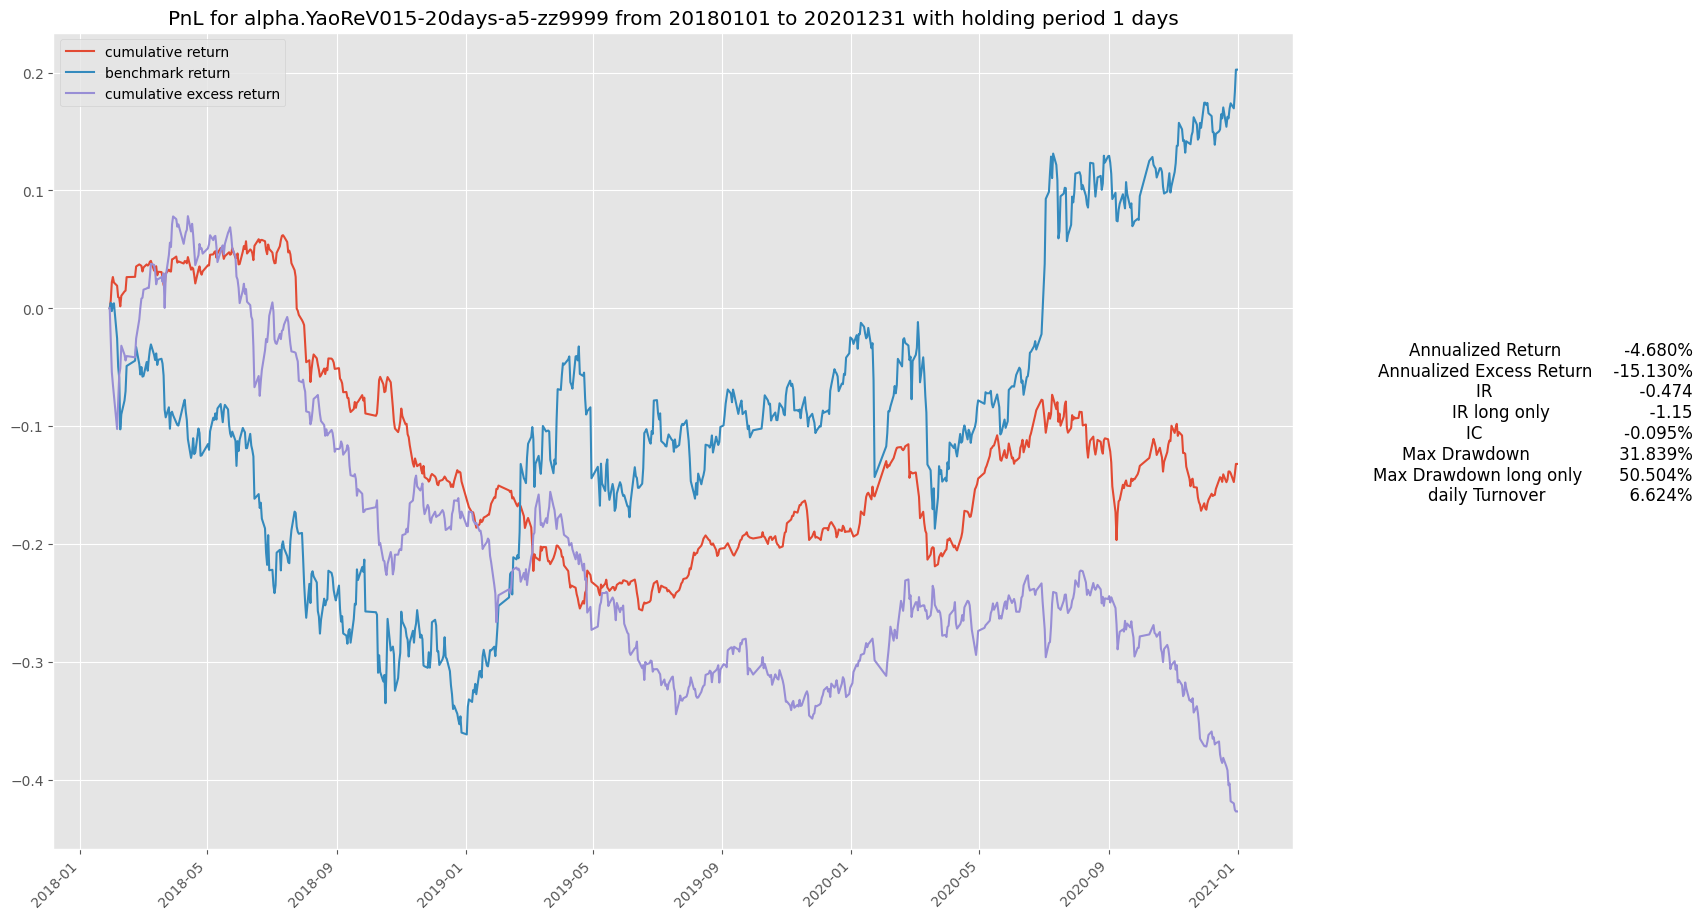 PnL for alpha.YaoReV015-20days-a5-zz9999 from 20180101 to 20201231 with holding period 1 days
cumulative return
benchmark return
cumulative excess return
0.2
0.1
0.0
−0.1
−0.2
−0.3
−0.4
2018-01
2018-05
2018-09
2019-01
2019-05
2019-09
2020-01
2020-05
2020-09
2021-01
Annualized Return -4.680%
Annualized Excess Return -15.130%
IR -0.474
IR long only -1.15
IC -0.095%
Max Drawdown 31.839%
Max Drawdown long only 50.504%
daily Turnover 6.624%